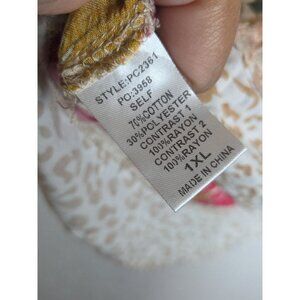 STYLE:PC2361
PO:3958
SELF
70%COTTON
30%POLYESTER
CONTRAST 1
100%RAYON
CONTRAST 2
100%RAYON
1XL
MADE IN CHINA